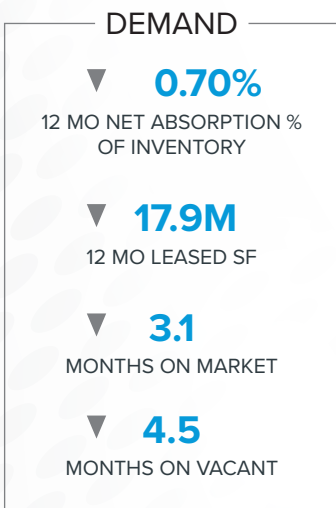 DEMAND
▼ 0.70%
12 MO NET ABSORPTION %
OF INVENTORY
▼ 17.9M
12 MO LEASED SF
▼ 3.1
MONTHS ON MARKET
▼ 4.5
MONTHS ON VACANT